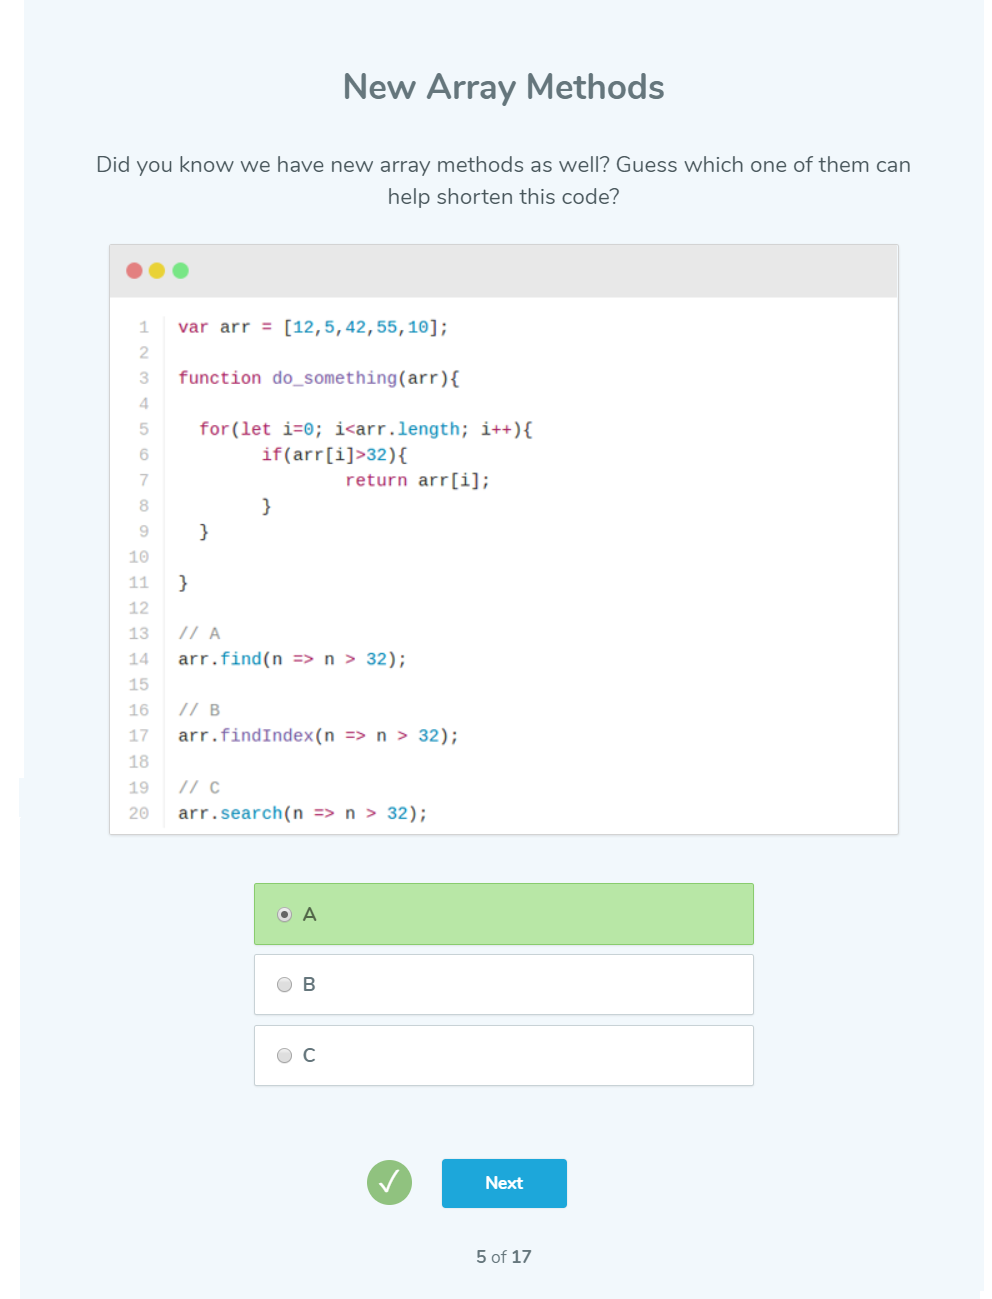 New Array Methods
Did you know we have new array methods as well? Guess which one of them can
help shorten this code?
1 var arr = [12,5,42,55,10];
2
3 function do_something(arr){
4
5   for(let i=0; i<arr.length; i++){
6         if(arr[i]>32){
7                 return arr[i];
8         }
9   }
10
11 }
12
13 // A
14 arr.find(n => n > 32);
15
16 // B
17 arr.findIndex(n => n > 32);
18
19 // C
20 arr.search(n => n > 32);
A
B
C
Next
5 of 17